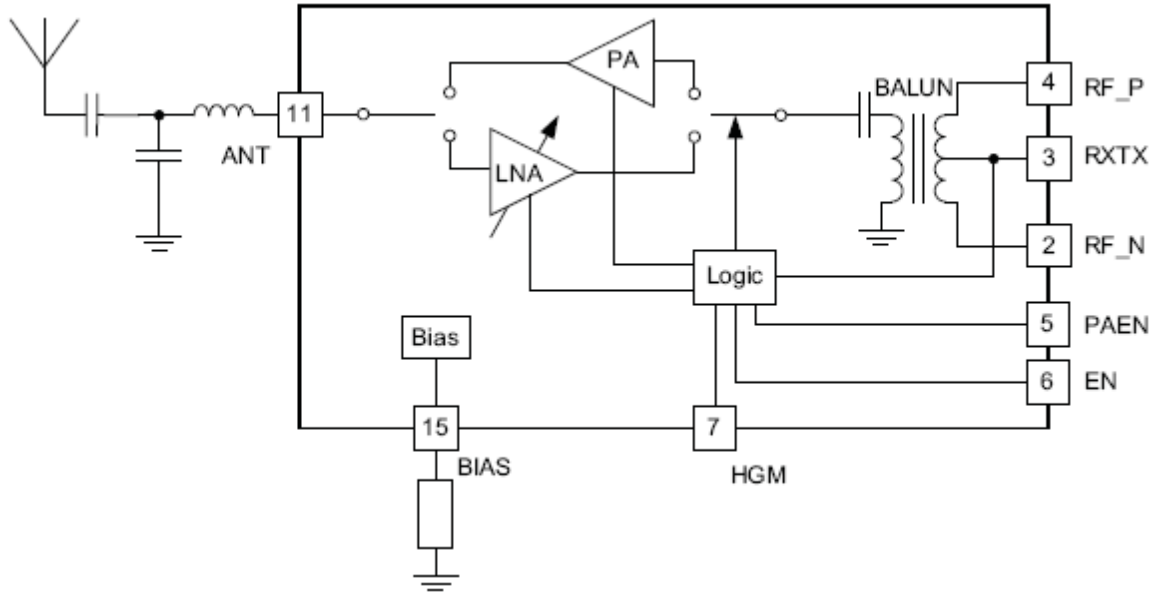 PA
BALUN
4 RF_P
11
ANT
3 RXTX
LNA
2 RF_N
Logic
5 PAEN
Bias
6 EN
15
7
BIAS
HGM